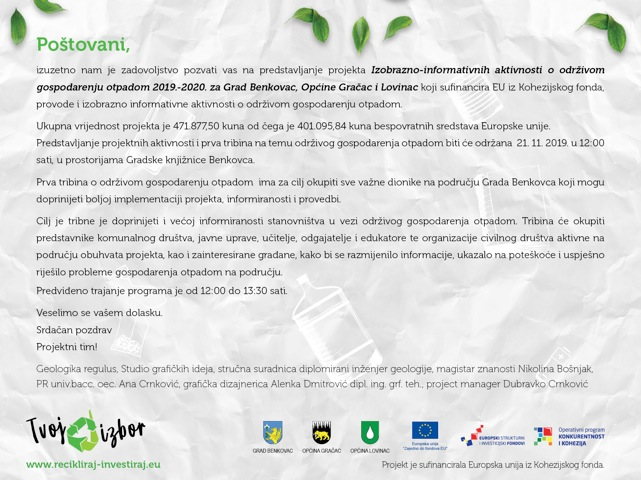 Poštovani,
izuzetno nam je zadovoljstvo pozvati vas na predstavljanje projekta Izobrazno-informativnih aktivnosti o održivom
gospodarenju otpadom 2019.-2020. za Grad Benkovac, Općine Gračac i Lovinac koji sufinancira EU iz Kohezijskog fonda,
provode i izobrazno informativne aktivnosti o održivom gospodarenju otpadom.
Ukupna vrijednost projekta je 471.877,50 kuna od čega je 401.095,84 kuna bespovratnih sredstava Europske unije.
Predstavljanje projektnih aktivnosti i prva tribina na temu održivog gospodarenja otpadom biti će održana 21. 11. 2019. u 12:00
sati, u prostorijama Gradske knjižnice Benkovca.
Prva tribina o održivom gospodarenju otpadom ima za cilj okupiti sve važne dionike na području Grada Benkovca koji mogu
doprinijeti boljoj implementaciji projekta, informiranosti i provedbi.
Cilj je tribne je doprinijeti i većoj informiranosti stanovništva u vezi održivog gospodarenja otpadom. Tribina će okupiti
predstavnike komunalnog društva, javne uprave, učitelje, odgajatelje i edukatore te organizacije civilnog društva aktivne na
području obuhvata projekta, kao i zainteresirane građane, kako bi se razmijenilo informacije, ukazalo na poteškoće i uspješno
riješilo probleme gospodarenja otpadom na području.
Predviđeno trajanje programa je od 12:00 do 13:30 sati.
Veselimo se vašem dolasku.
Srdačan pozdrav
Projektni tim!
Geologika regulus, Studio grafičkih ideja, stručna suradnica diplomirani inženjer geologije, magistar znanosti Nikolina Bošnjak,
PR univ.bacc. oec. Ana Crnković, grafička dizajnerica Alenka Dmitrović dipl. ing. grf. teh., project manager Dubravko Crnković
Tvoj izbor
www.recikliraj-investiraj.eu
GRAD BENKOVAC
OPĆINA GRAČAC
OPĆINA LOVINAC
Europska unija
"Zajedno do fondova EU"
EUROPSKI STRUKTURNI
I INVESTICIJSKI FONDOVI
Operativni program
KONKURENTNOST
I KOHEZIJA
Projekt je sufinancirala Europska unija iz Kohezijskog fonda.